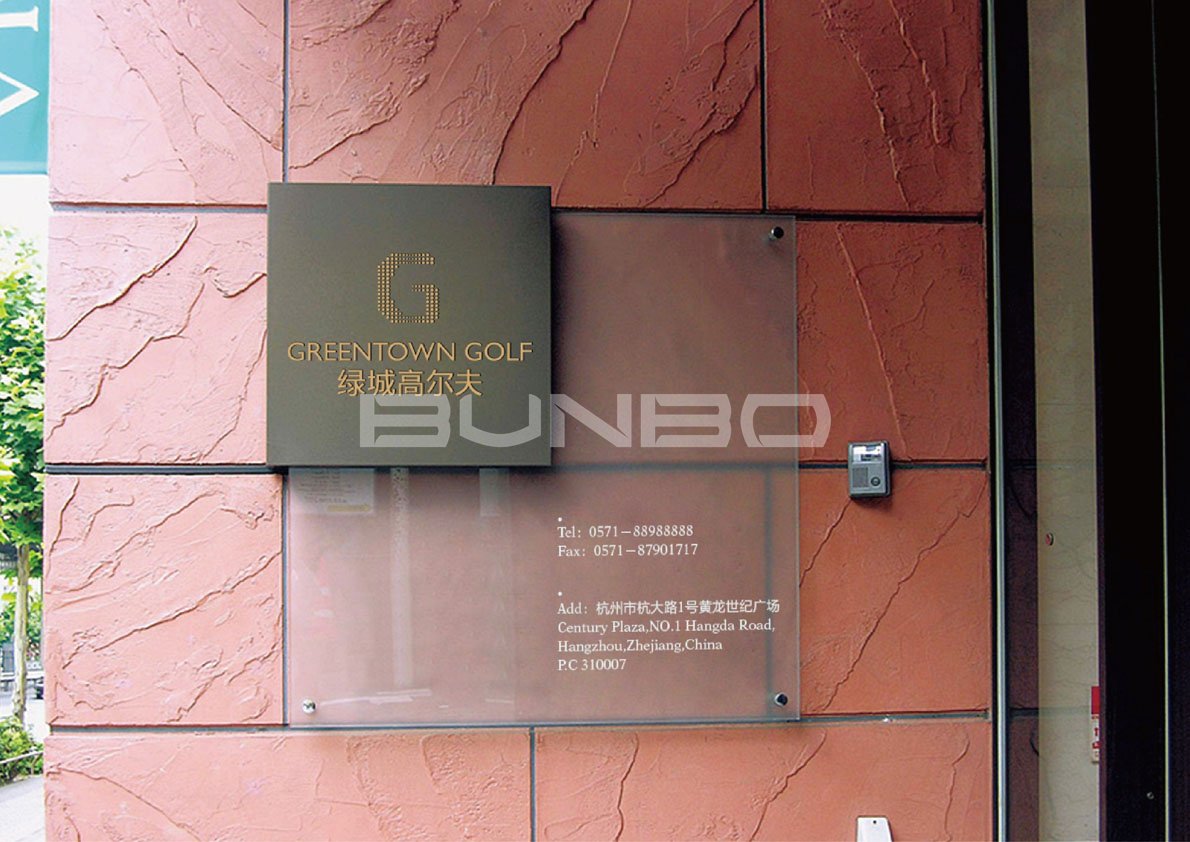 G
GREENTOWN GOLF
绿城高尔夫
BUNBO
Tel: 0571-88988888
Fax: 0571-87901717
Add: 杭州市杭大路1号黄龙世纪广场
Century Plaza,NO.1 Hangda Road,
Hangzhou,Zhejiang,China
P.C 310007